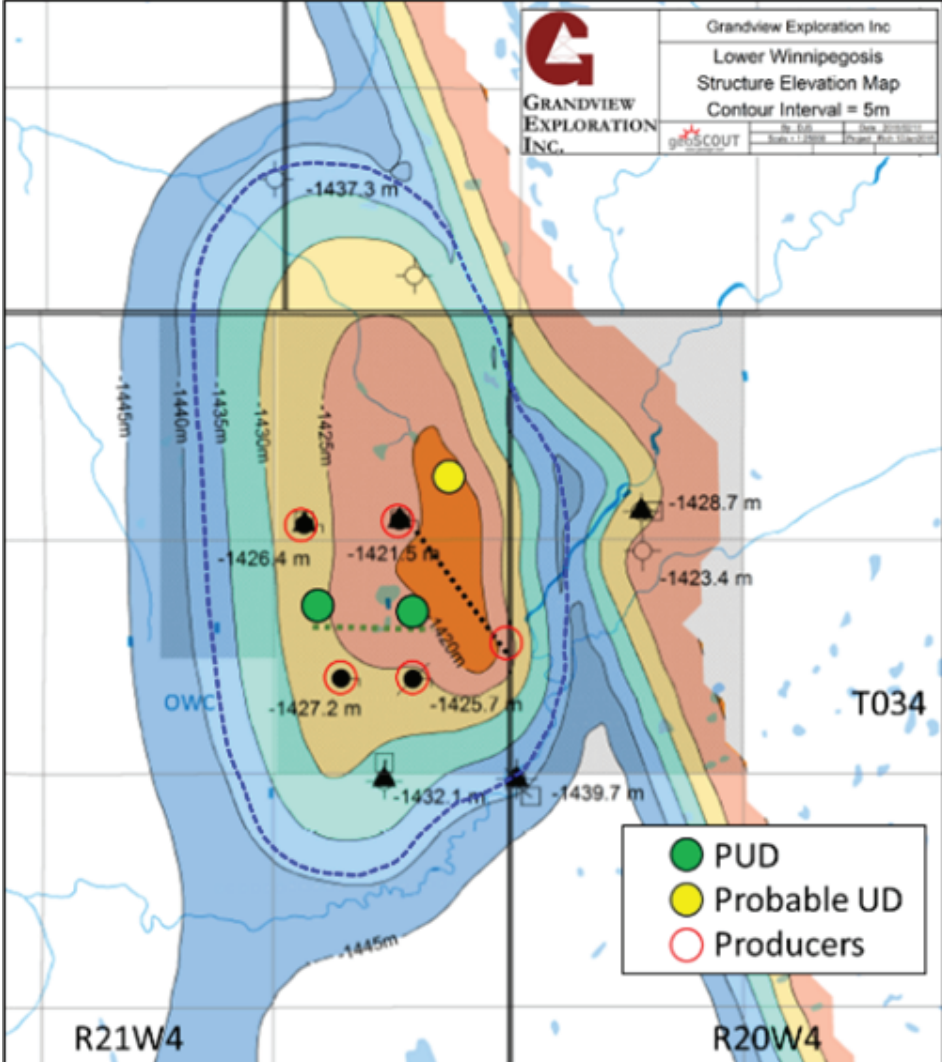 Grandview Exploration Inc
Lower Winnipegosis
Structure Elevation Map
Contour Interval = 5m
GRANDVIEW
EXPLORATION
INC.
geoSCOUT
-1437.3 m
-1445m
-1440m
-1435m
-1430m
-1425m
-1428.7 m
-1426.4 m
-1421.5 m
-1423.4 m
-1420m
OWC
-1427.2 m
-1425.7 m
T034
-1432.1 m
-1439.7 m
PUD
Probable UD
Producers
-1445m
R21W4
R20W4